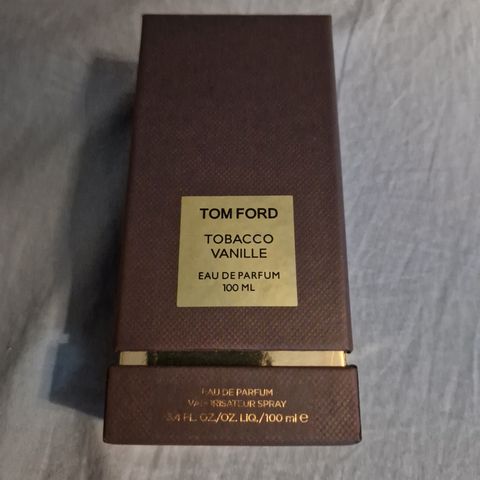 TOM FORD
TOBACCO
VANILLE
EAU DE PARFUM
100 ML
EAU DE PARFUM
VAPORISATEUR SPRAY
3.4 FL. OZ./OZ. LIQ./100 ml e